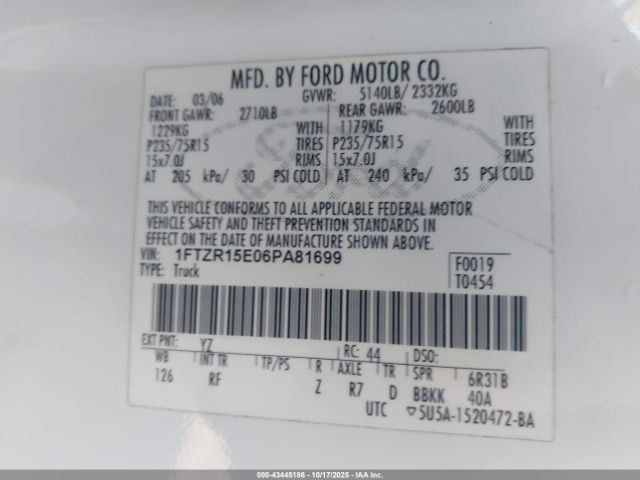 MFD. BY FORD MOTOR CO.
DATE: 03/06 GVWR: 5140LB/ 2332KG
FRONT GAWR: 2710LB REAR GAWR: 2600LB
1229KG WITH 1179KG WITH
P235/75R15 TIRES P235/75R15 TIRES
15x7.0J RIMS 15x7.0J RIMS
AT 205 kPa/ 30 PSI COLD AT 240 kPa/ 35 PSI COLD
THIS VEHICLE CONFORMS TO ALL APPLICABLE FEDERAL MOTOR
VEHICLE SAFETY AND THEFT PREVENTION STANDARDS IN
EFFECT ON THE DATE OF MANUFACTURE SHOWN ABOVE.
VIN: 1FTZR15E06PA81699 F0019
TYPE: Truck T0454
EXT PNT: YZ RC: 44 DSO:
WB INT TR TP/PS R AXLE TR SPR 6R31B
126 RF Z R7 D BBKK 40A
UTC ▽5U5A-1520472-BA
000-43445186 - 10/17/2025 - IAA Inc.